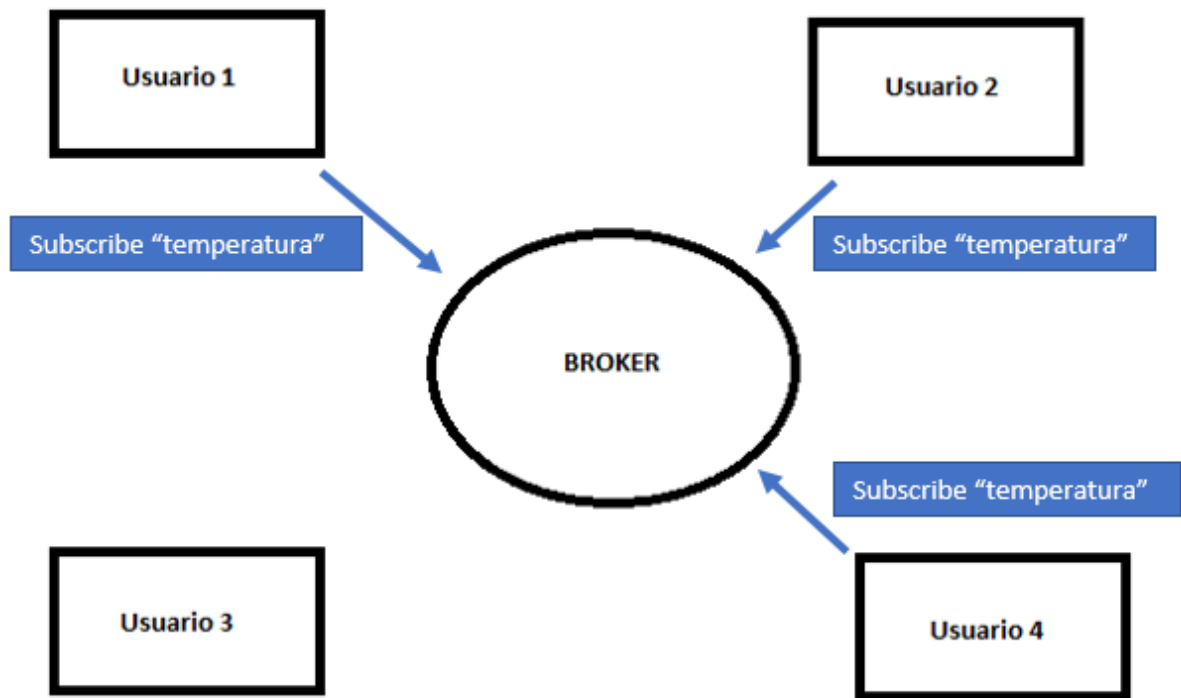 Usuario 1
Usuario 2
Subscribe “temperatura”
Subscribe “temperatura”
BROKER
Subscribe “temperatura”
Usuario 3
Usuario 4